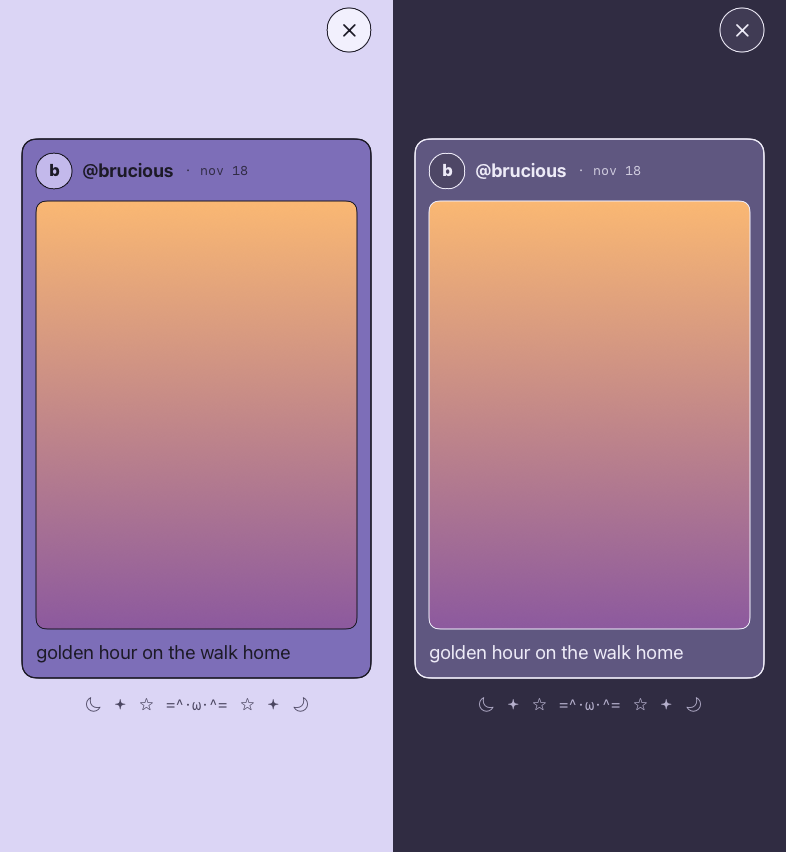 b @brucious · nov 18
golden hour on the walk home
☾ ✦ ☆ =^·ω·^= ☆ ✦ ☽
b @brucious · nov 18
golden hour on the walk home
☾ ✦ ☆ =^·ω·^= ☆ ✦ ☽